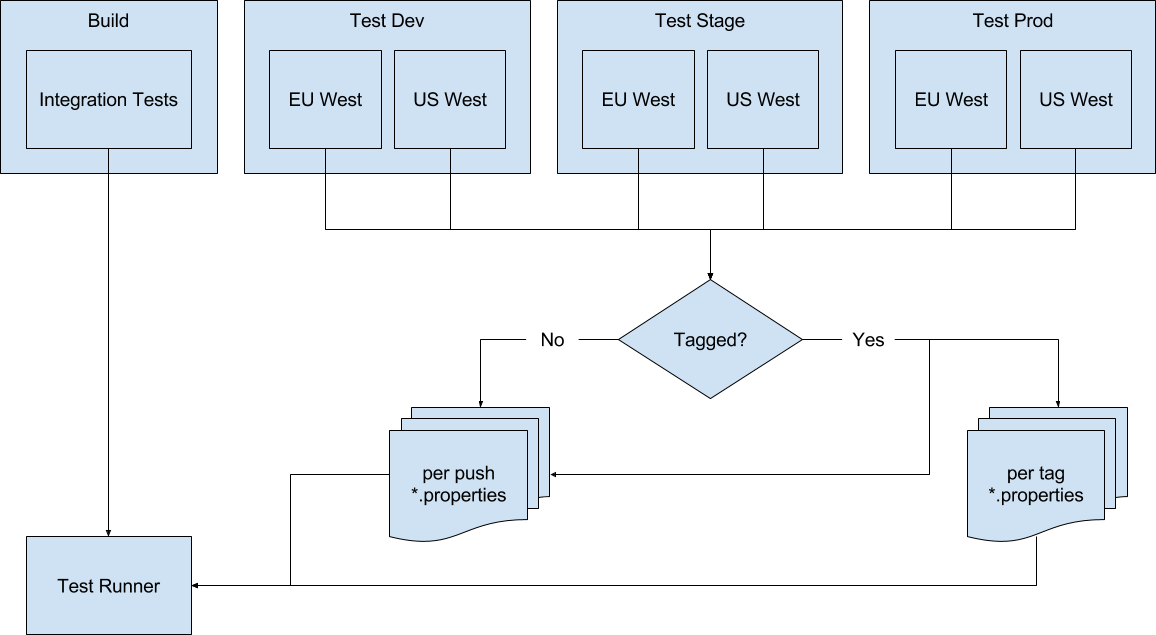 Build
Test Dev
Test Stage
Test Prod
Integration Tests
EU West
US West
EU West
US West
EU West
US West
No
Tagged?
Yes
per push
*.properties
per tag
*.properties
Test Runner